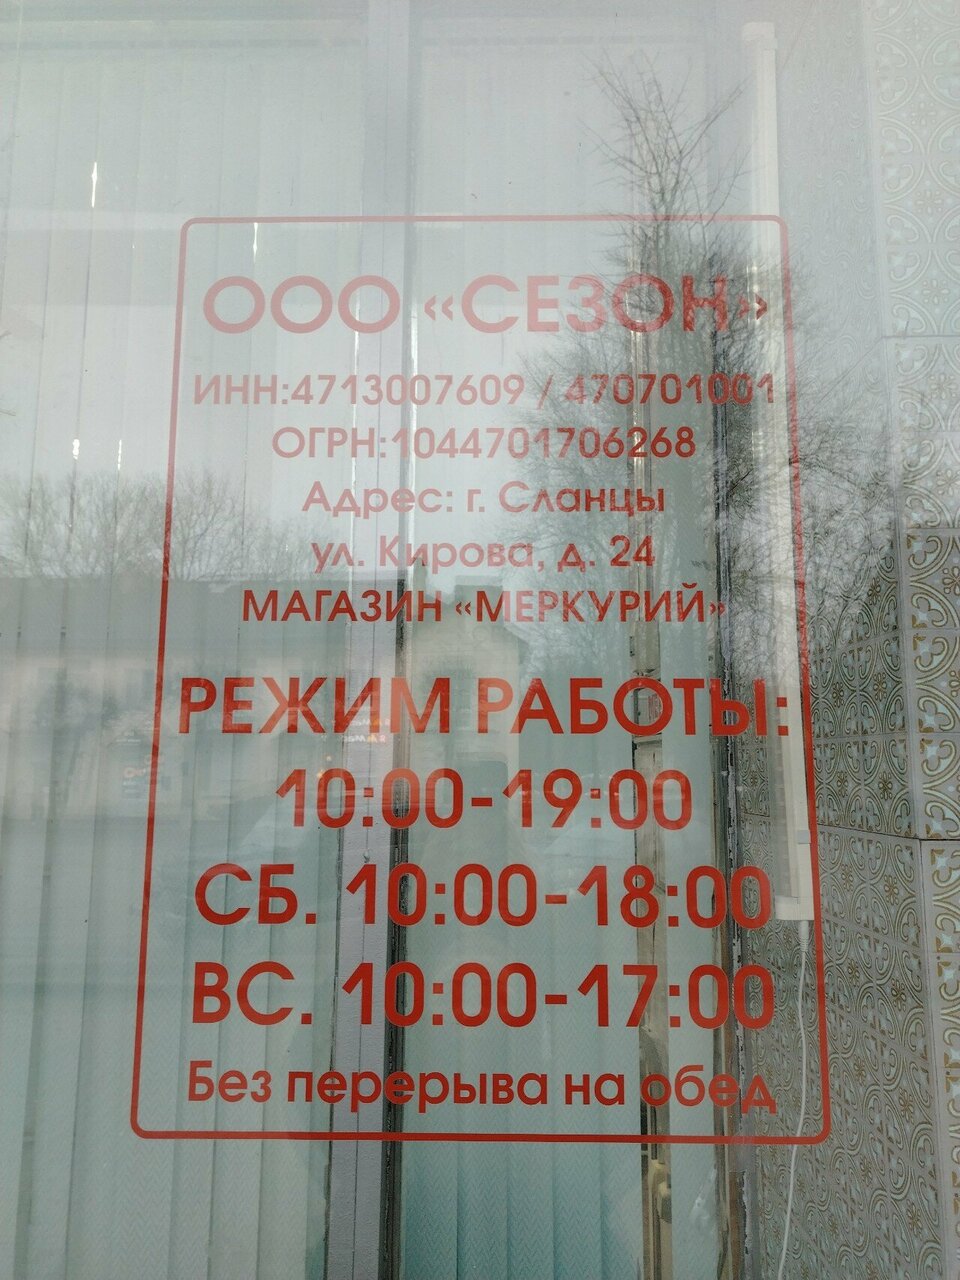 ООО «СЕЗОН»
ИНН:4713007609 / 470701001
ОГРН:1044701706268
Адрес: г. Сланцы
ул. Кирова, д. 24
МАГАЗИН «МЕРКУРИЙ»
РЕЖИМ РАБОТЫ:
10:00-19:00
СБ. 10:00-18:00
ВС. 10:00-17:00
Без перерыва на обед